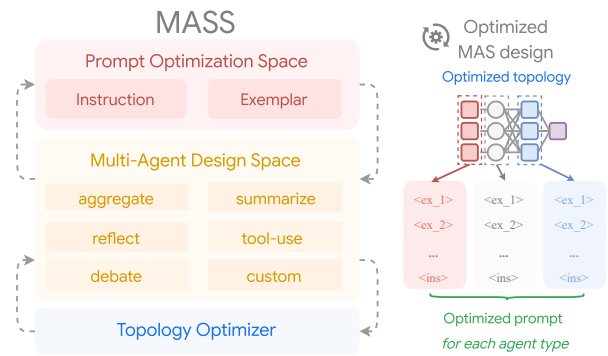 MASS
Prompt Optimization Space
Instruction
Exemplar
Multi-Agent Design Space
aggregate
summarize
reflect
tool-use
debate
custom
Topology Optimizer
Optimized
MAS design
Optimized topology
<ex_1>
<ex_2>
...
<ins>
<ex_1>
<ex_2>
...
<ins>
<ex_1>
<ex_2>
...
<ins>
Optimized prompt
for each agent type